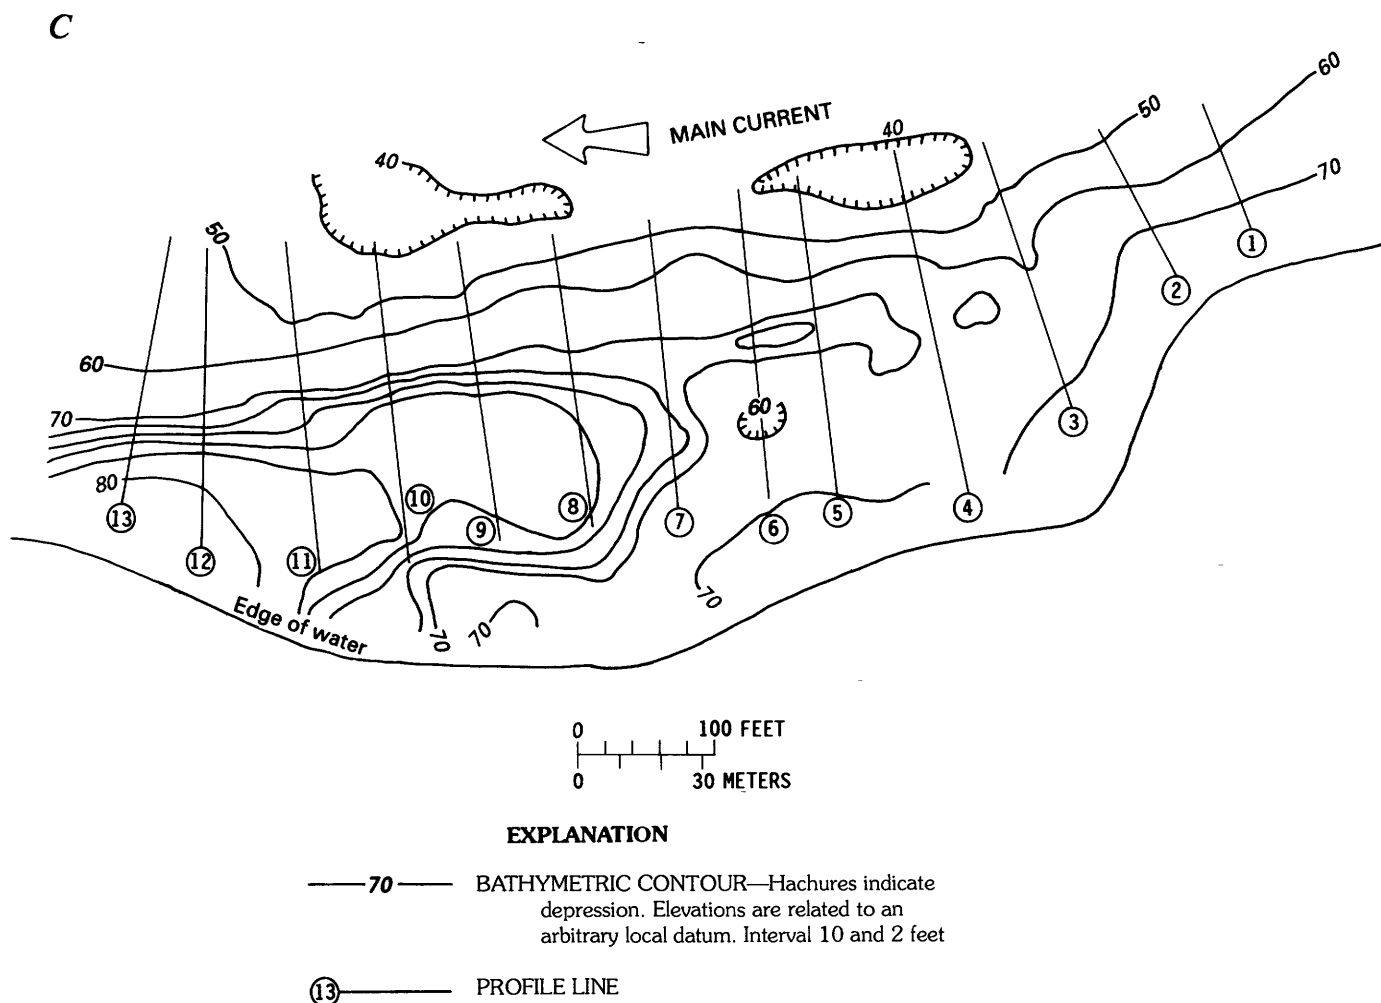 C
60
50
MAIN CURRENT
40
40
70
50
1
2
60
70
60
80
3
10
13
8
9
7
6
5
4
12
11
Edge of water
70
70
70
0 100 FEET
0 30 METERS
EXPLANATION
70 BATHYMETRIC CONTOUR—Hachures indicate
depression. Elevations are related to an
arbitrary local datum. Interval 10 and 2 feet
13 PROFILE LINE